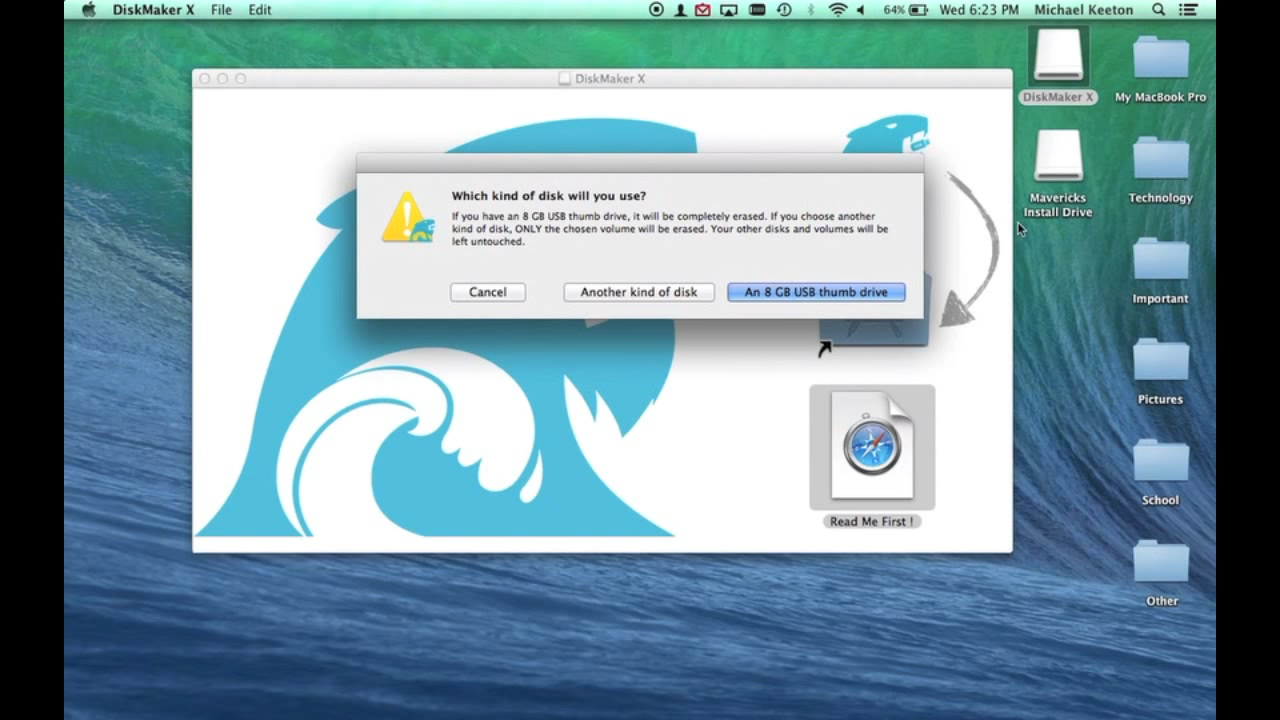 DiskMaker X File Edit 64% Wed 6:23 PM Michael Keeton
DiskMaker X
DiskMaker X
My MacBook Pro
Which kind of disk will you use?
If you have an 8 GB USB thumb drive, it will be completely erased. If you choose another
kind of disk, ONLY the chosen volume will be erased. Your other disks and volumes will be
left untouched.
Cancel Another kind of disk An 8 GB USB thumb drive
Mavericks
Install Drive
Technology
Important
Pictures
School
Read Me First !
Other